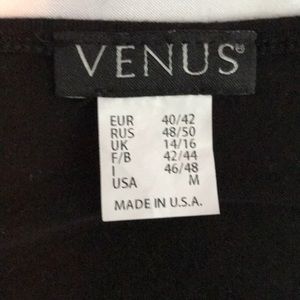 VENUS®
EUR 40/42
RUS 48/50
UK 14/16
F/B 42/44
I 46/48
USA M
MADE IN U.S.A.